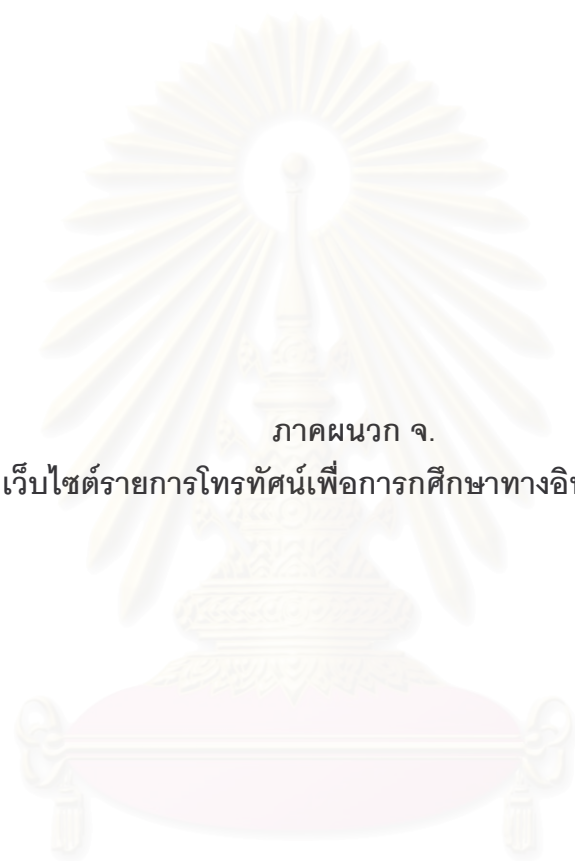 ภาคผนวก จ.
เว็บไซต์รายการโทรทัศน์เพื่อการกศึกษาทางอิ